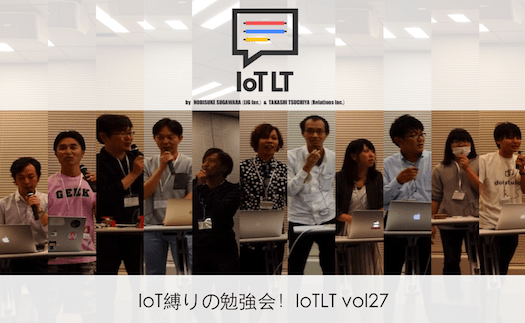 IoT LT
by NOBISUKE SUGAWARA (LIG Inc.) & TAKASHI TSUCHIYA (Relations Inc.)
GEEK
dotstudio
IoT縛りの勉強会! IoTLT vol27